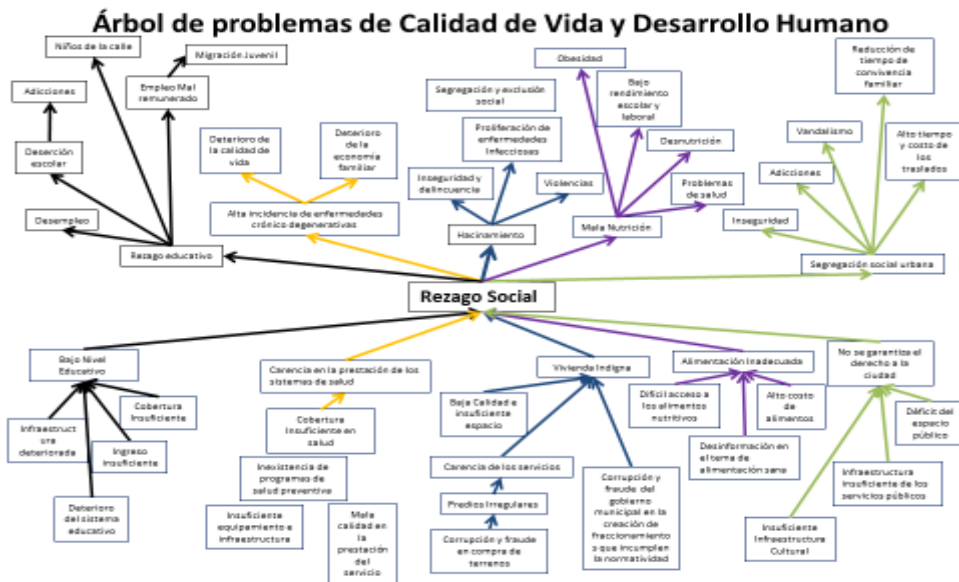 Árbol de problemas de Calidad de Vida y Desarrollo Humano
Niños de la calle
Migración Juvenil
Adicciones
Empleo Mal
remunerado
Deserción
escolar
Desempleo
Rezago educativo
Deterioro de
la calidad de
vida
Deterioro
de la
economía
familiar
Alta incidencia de enfermedades
crónico degenerativas
Segregación y exclusión
social
Proliferación de
enfermedades
Infecciosas
Inseguridad y
delincuencia
Violencias
Hacinamiento
Obesidad
Bajo
rendimiento
escolar y
laboral
Desnutrición
Problemas
de salud
Mala Nutrición
Reducción de
tiempo de
convivencia
familiar
Vandalismo
Alto tiempo
y costo de
los
traslados
Adicciones
Inseguridad
Segregación social urbana
Rezago Social
Bajo Nivel
Educativo
Cobertura
Insuficiente
Infraestruct
ura
deteriorada
Ingreso
Insuficiente
Deterioro
del sistema
educativo
Carencia en la prestación de los
sistemas de salud
Cobertura
Insuficiente en
salud
Inexistencia de
programas de
salud preventiva
Insuficiente
equipamiento e
infraestructura
Mala
calidad en
la
prestación
del
servicio
Vivienda Indigna
Baja Calidad e
insuficiente
espacio
Carencia de los servicios
Predios Irregulares
Corrupción y fraude
en compra de
terrenos
Corrupción y
fraude del
gobierno
municipal en la
creación de
fraccionamiento
s que incumplen
la normatividad
Alimentación Inadecuada
Difícil acceso a
los alimentos
nutritivos
Alto costo
de
alimentos
Desinformación en
el tema de
alimentación sana
No se garantiza el
derecho a la
ciudad
Déficit del
espacio
público
Infraestructura
insuficiente de los
servicios públicos
Insuficiente
Infraestructura
Cultural